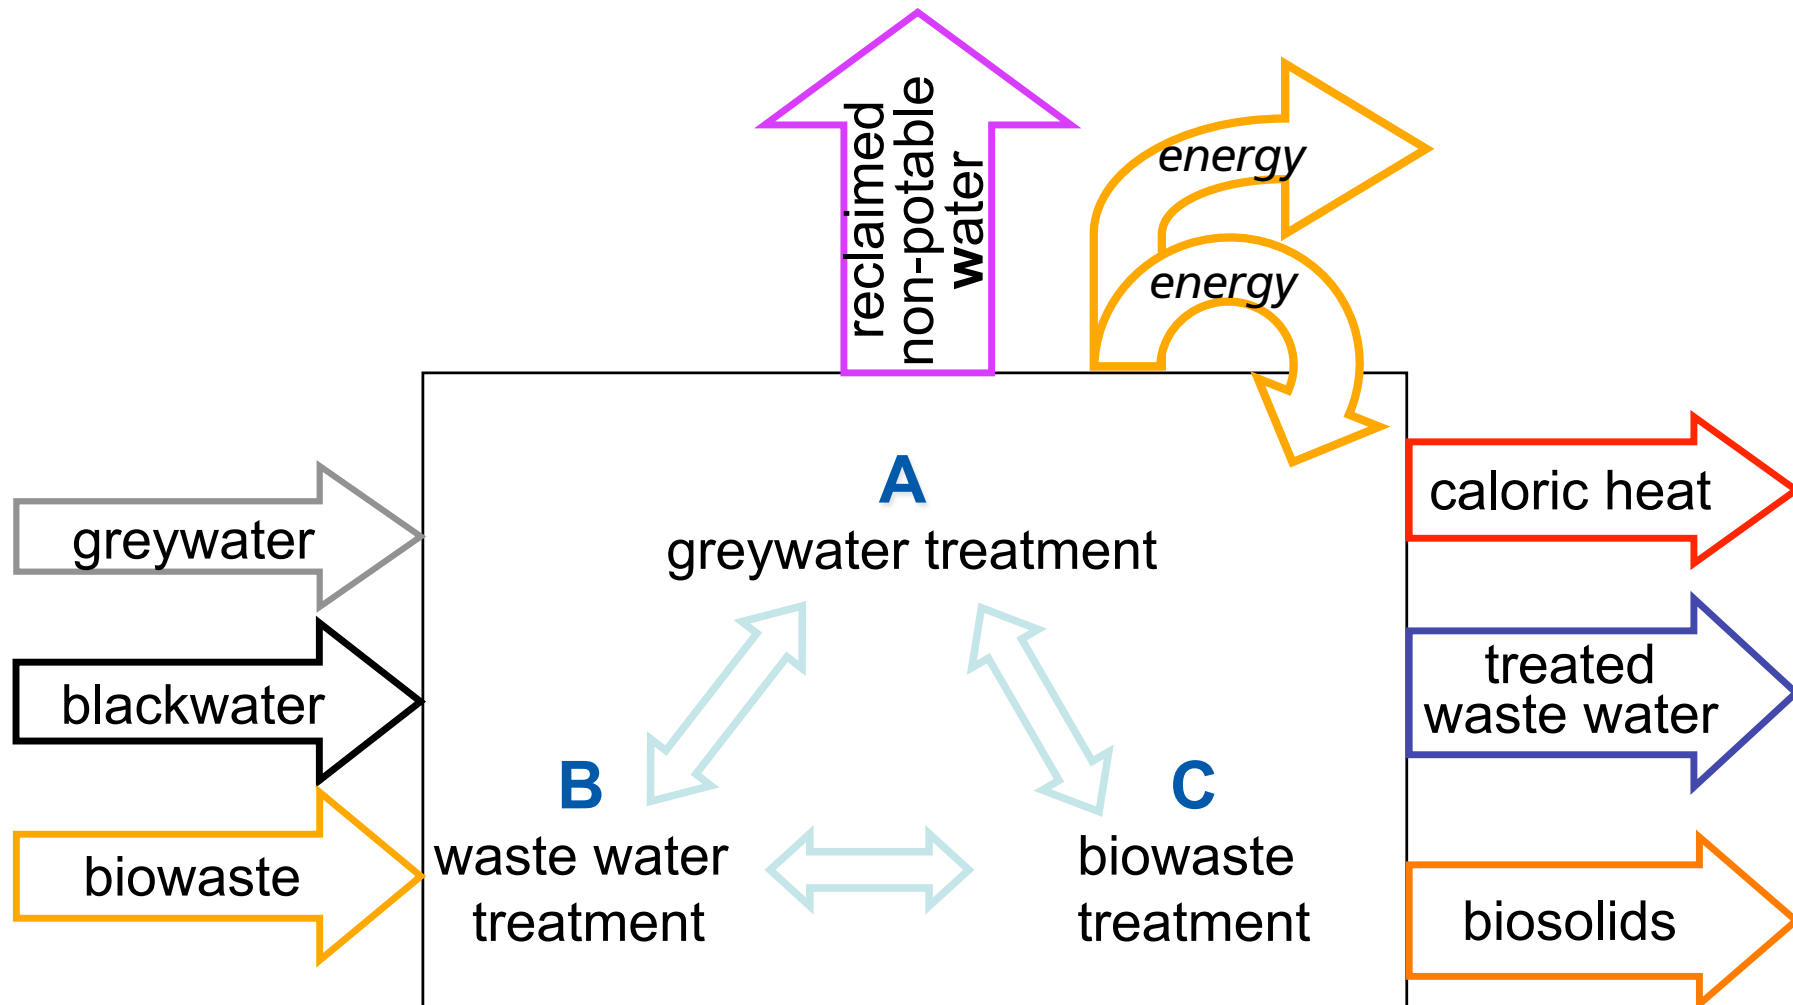 reclaimed
non-potable
water
energy
energy
A
greywater treatment
greywater
blackwater
biowaste
B
waste water
treatment
C
biowaste
treatment
caloric heat
treated
waste water
biosolids